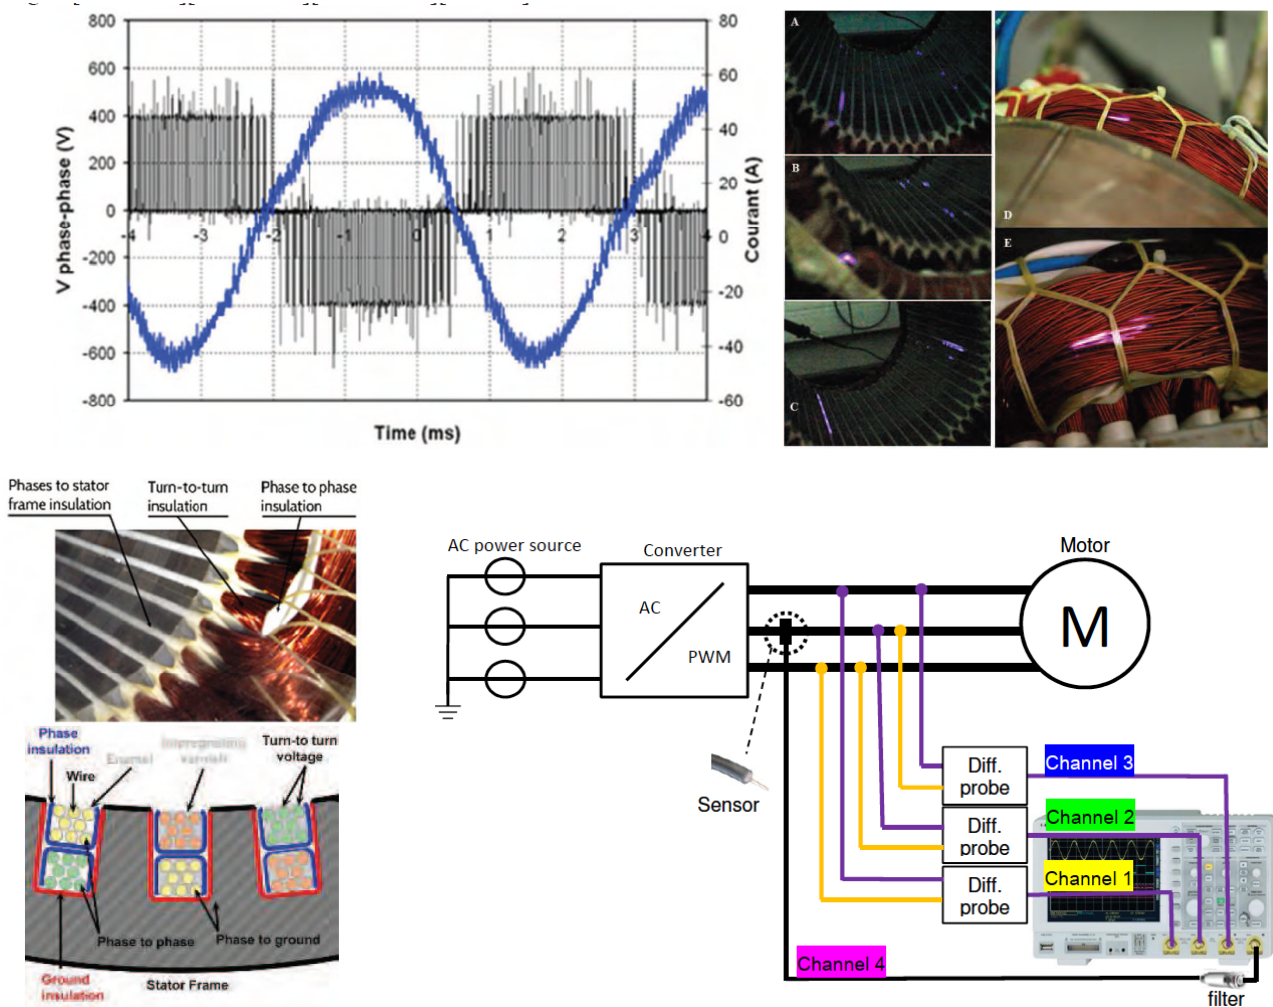 800
600
400
200
0
-200
-400
-600
-800
V phase-phase (V)
-4
-3
-2
-1
0
1
2
3
4
80
60
40
20
0
-20
-40
-60
Courant (A)
Time (ms)
A
B
C
D
E
Phases to stator
frame insulation
Turn-to-turn
insulation
Phase to phase
insulation
Phase
insulation
Wire
Enamel
varnish
Turn-to turn
voltage
Phase to phase
Phase to ground
Ground
insulation
Stator Frame
AC power source
Converter
AC
PWM
Motor
M
Sensor
Diff.
probe
Channel 3
Diff.
probe
Channel 2
Diff.
probe
Channel 1
Channel 4
filter